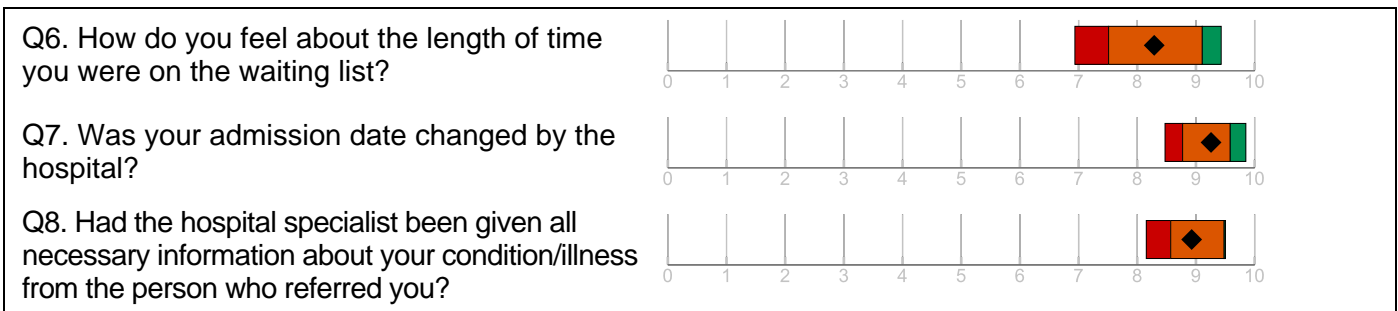 Q6. How do you feel about the length of time
you were on the waiting list?
0 1 2 3 4 5 6 7 8 9 10
Q7. Was your admission date changed by the
hospital?
0 1 2 3 4 5 6 7 8 9 10
Q8. Had the hospital specialist been given all
necessary information about your condition/illness
from the person who referred you?
0 1 2 3 4 5 6 7 8 9 10